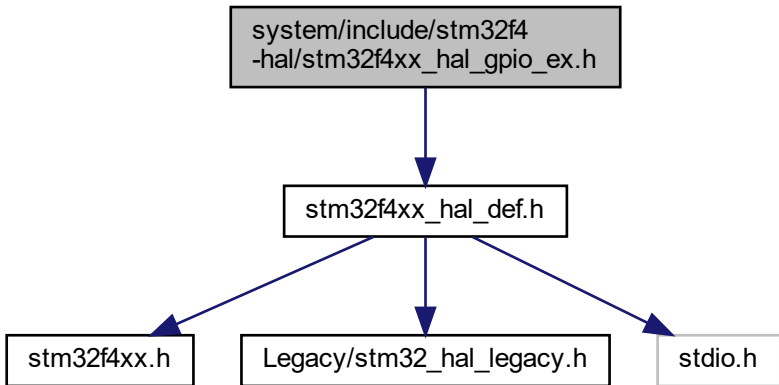 system/include/stm32f4
-hal/stm32f4xx_hal_gpio_ex.h
stm32f4xx_hal_def.h
stm32f4xx.h
Legacy/stm32_hal_legacy.h
stdio.h